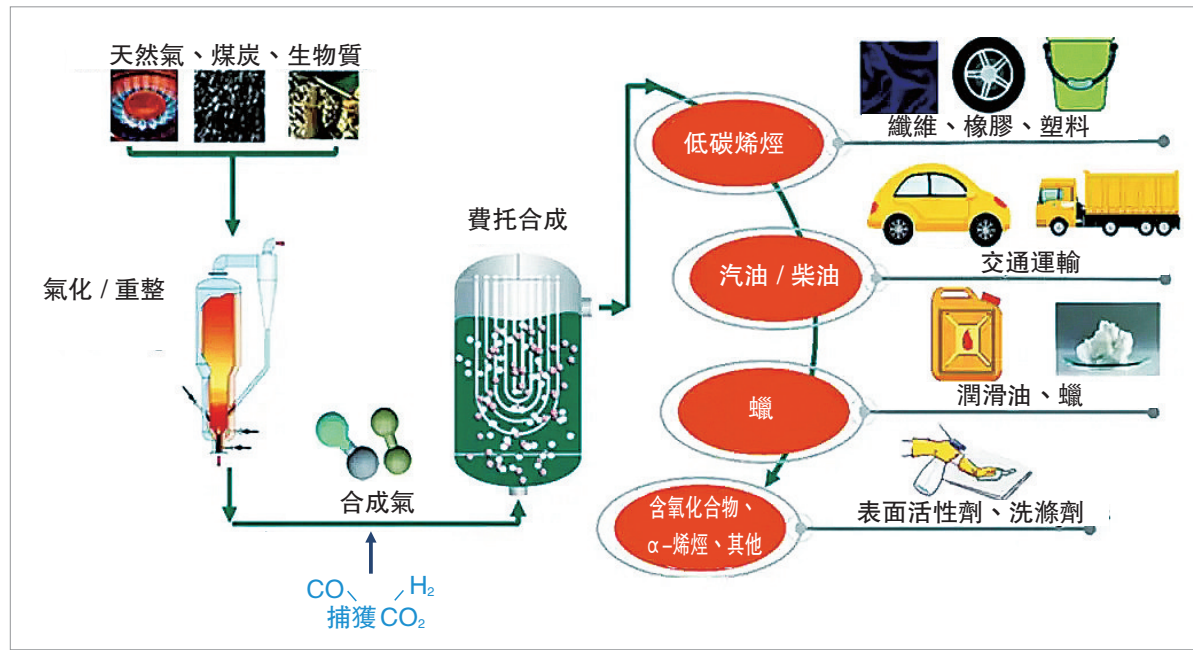 天然氣、煤炭、生物質
氣化 / 重整
合成氣
CO H₂
捕獲 CO₂
費托合成
低碳烯烴
纖維、橡膠、塑料
汽油 / 柴油
交通運輸
蠟
潤滑油、蠟
含氧化合物、
α-烯烴、其他
表面活性劑、洗滌劑